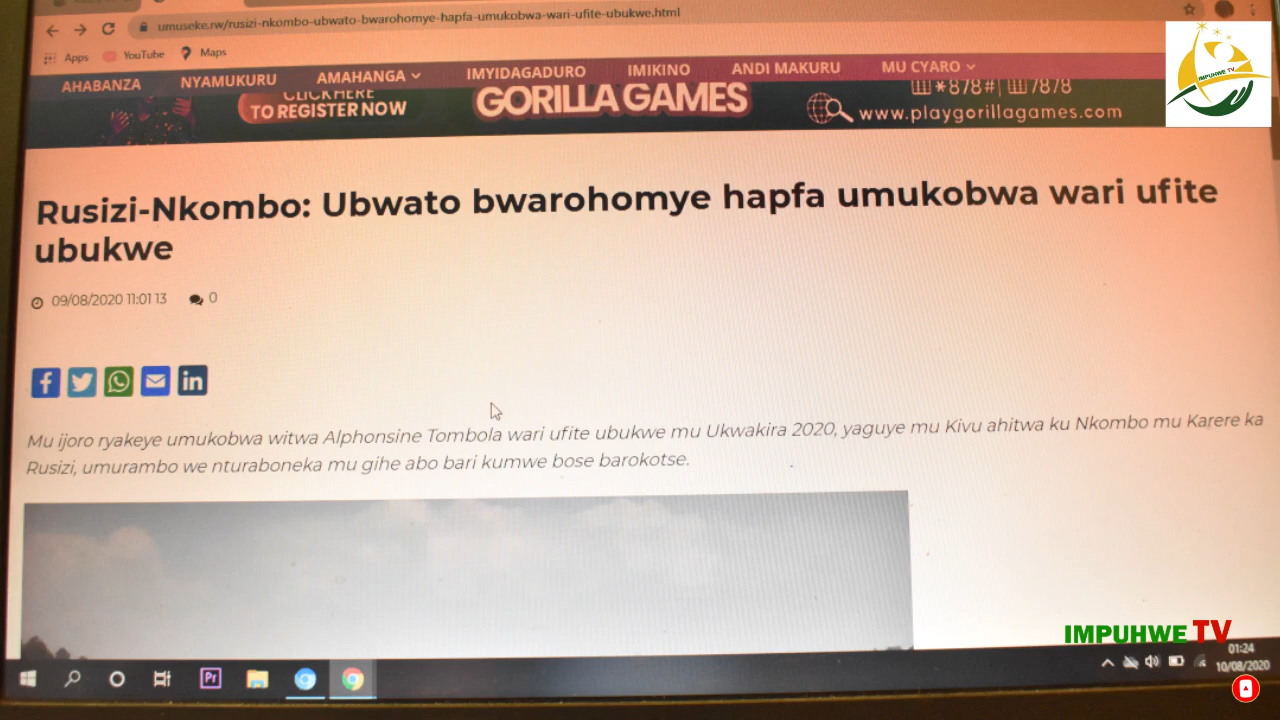 umuseke.rw/rusizi-nkombo-ubwato-bwarohomye-hapfa-umukobwa-wari-ufite-ubukwe.html
Apps YouTube Maps
AHABANZA NYAMUKURU AMAHANGA IMYIDAGADURO IMIKINO ANDI MAKURU MU CYARO
IMPUHWE TV
CLICK HERE
TO REGISTER NOW
GORILLA GAMES
*878# 7878
www.playgorillagames.com
Rusizi-Nkombo: Ubwato bwarohomye hapfa umukobwa wari ufite
ubukwe
09/08/2020 11:01 13 0
Mu ijoro ryakeye umukobwa witwa Alphonsine Tombola wari ufite ubukwe mu Ukwakira 2020, yaguye mu Kivu ahitwa ku Nkombo mu Karere ka
Rusizi, umurambo we nturaboneka mu gihe abo bari kumwe bose barokotse.
IMPUHWE TV
Pr
01:24
10/08/2020